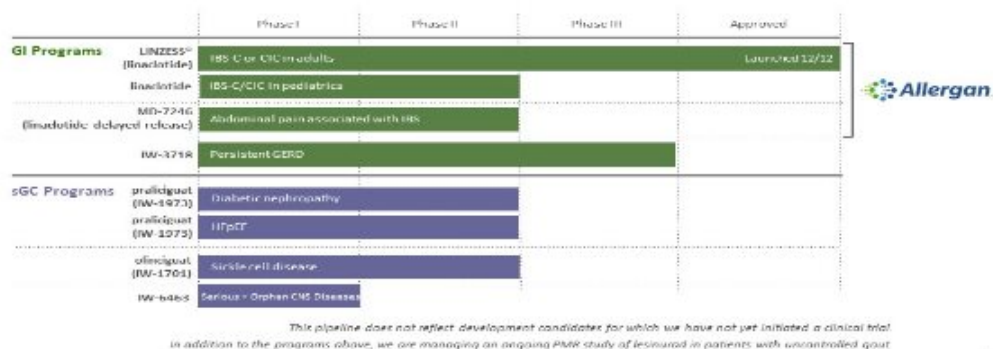 Phase I Phase II Phase III Approved
GI Programs LINZESS® (linaclotide) IBS-C or CIC in adults Launched 12/12
linaclotide IBS-C/CIC in pediatrics
MD-7246 (linaclotide delayed release) Abdominal pain associated with IBS
Allergan
IW-3718 Persistent GERD
sGC Programs praliciguat (IW-1973) Diabetic nephropathy
praliciguat (IW-1973) HFpEF
olinciguat (IW-1701) Sickle cell disease
IW-6463 Serious + Orphan CNS Diseases
This pipeline does not reflect development candidates for which we have not yet initiated a clinical trial
In addition to the programs above, we are managing an ongoing PMR study of lesinurad in patients with uncontrolled gout